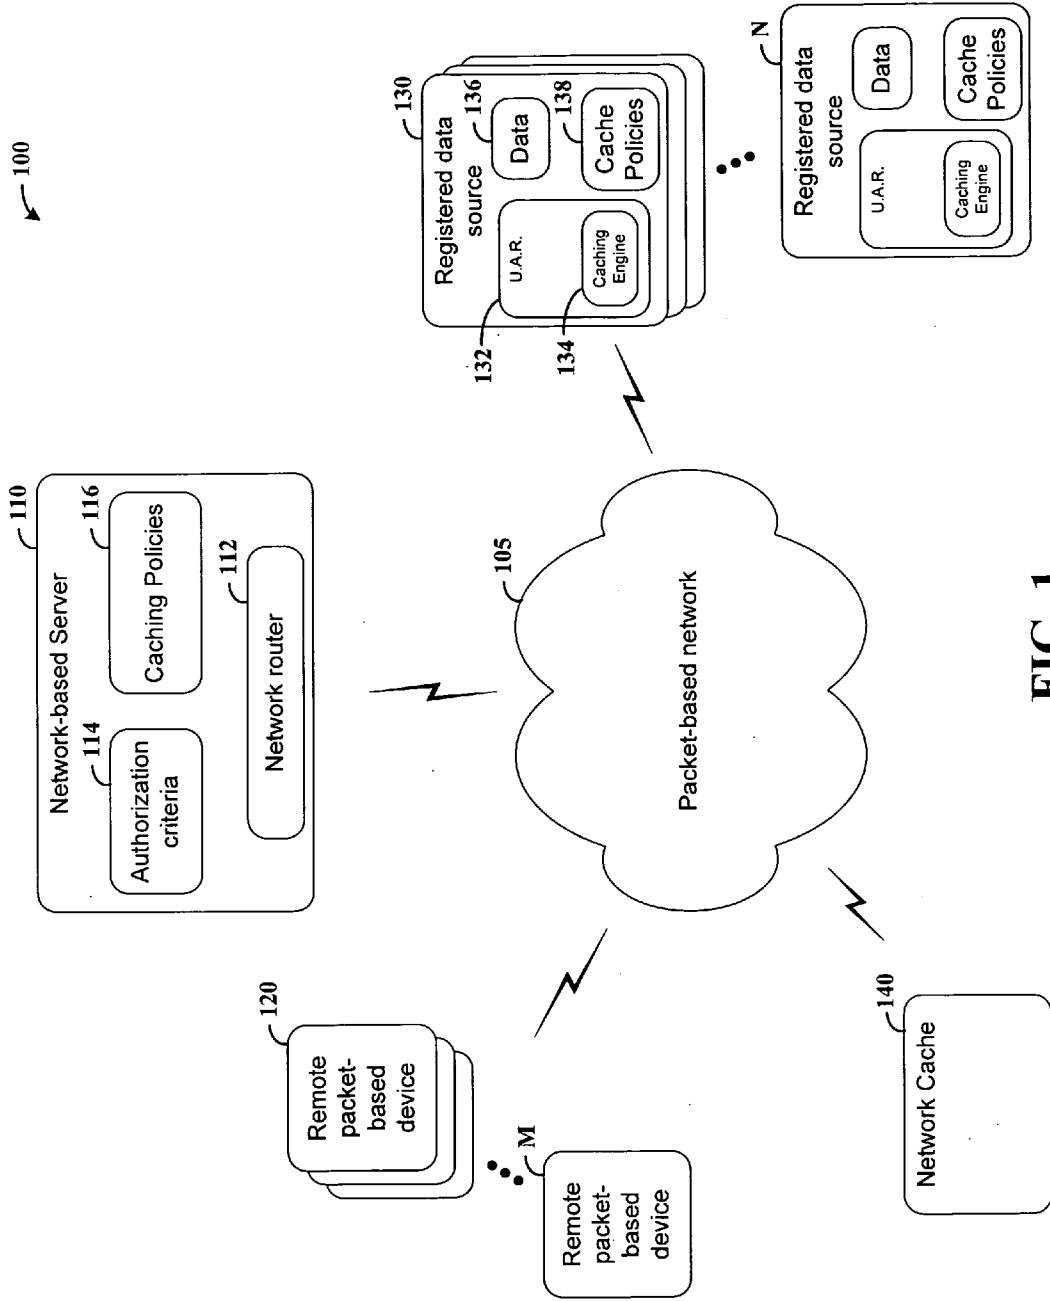 100
110
Network-based Server
114
Authorization
criteria
116
Caching Policies
112
Network router
120
Remote
packet-
based
device
M
Remote
packet-
based
device
105
Packet-based network
130
Registered data
source
132
U.A.R.
134
Caching
Engine
136
Data
138
Cache
Policies
N
Registered data
source
U.A.R.
Caching
Engine
Data
Cache
Policies
140
Network Cache